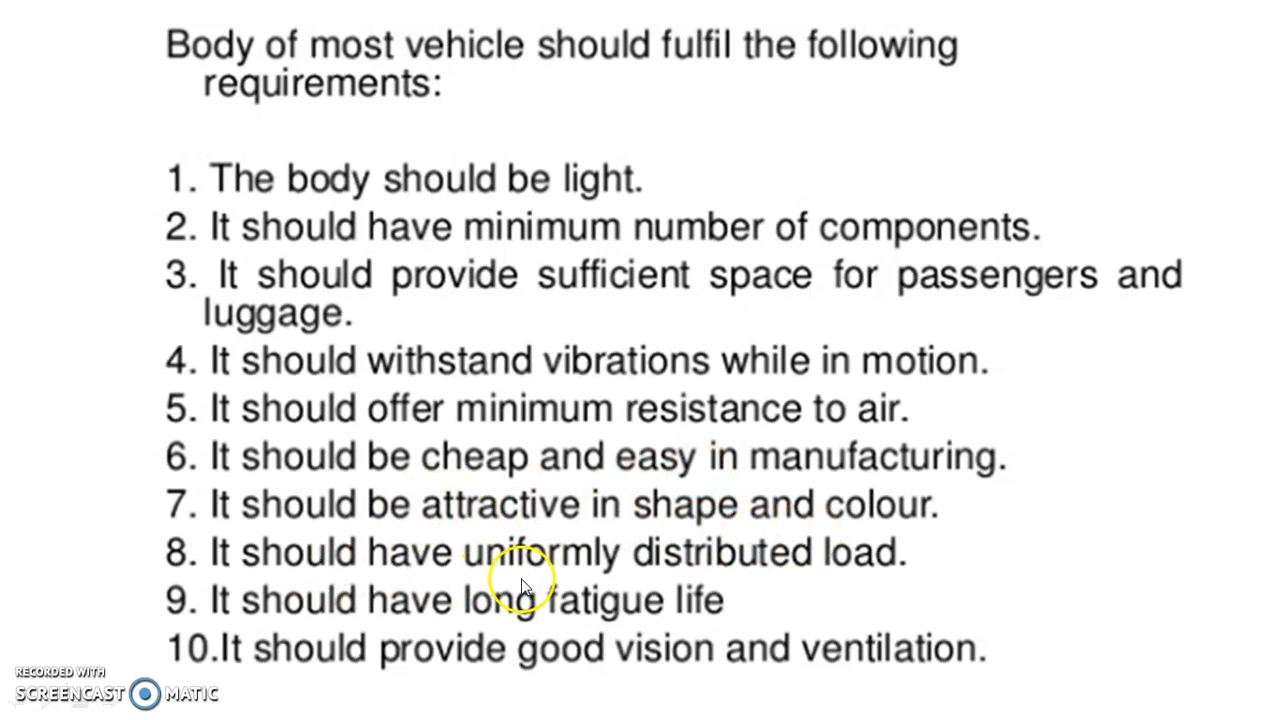 Body of most vehicle should fulfil the following
requirements:
1. The body should be light.
2. It should have minimum number of components.
3. It should provide sufficient space for passengers and
luggage.
4. It should withstand vibrations while in motion.
5. It should offer minimum resistance to air.
6. It should be cheap and easy in manufacturing.
7. It should be attractive in shape and colour.
8. It should have uniformly distributed load.
9. It should have long fatigue life
10.It should provide good vision and ventilation.
RECORDED WITH
SCREENCAST MATIC